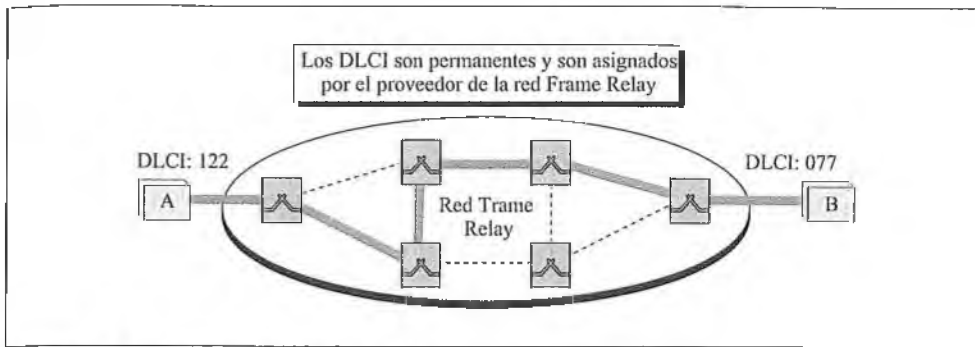 Los DLCI son permanentes y son asignados
por el proveedor de la red Frame Relay
DLCI: 122
DLCI: 077
A
Red Trame
Relay
B